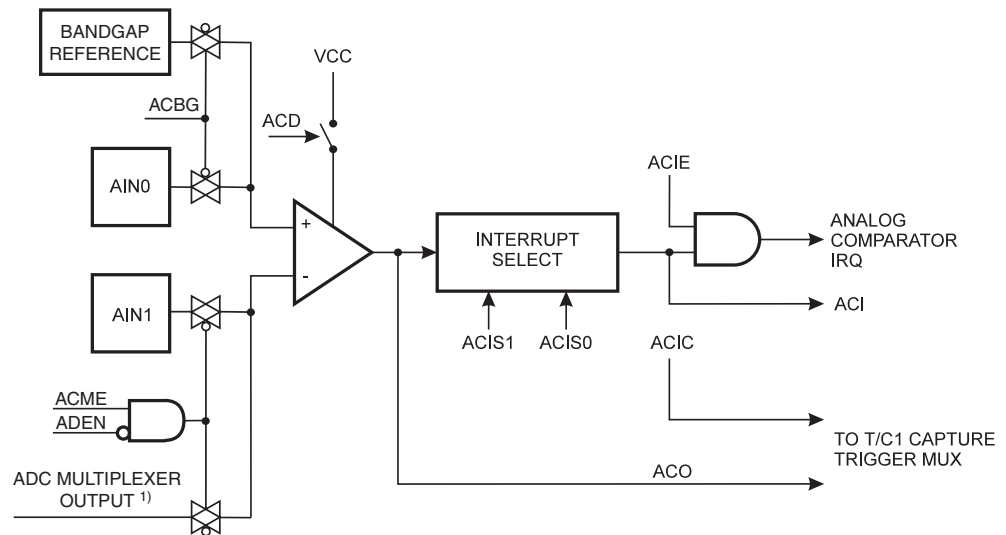 BANDGAP
REFERENCE
VCC
ACBG
ACD
AIN0
ACIE
+
INTERRUPT
SELECT
ANALOG
COMPARATOR
IRQ
-
AIN1
ACI
ACIS1
ACIS0
ACIC
ACME
ADEN
TO T/C1 CAPTURE
TRIGGER MUX
ADC MULTIPLEXER
OUTPUT 1)
ACO